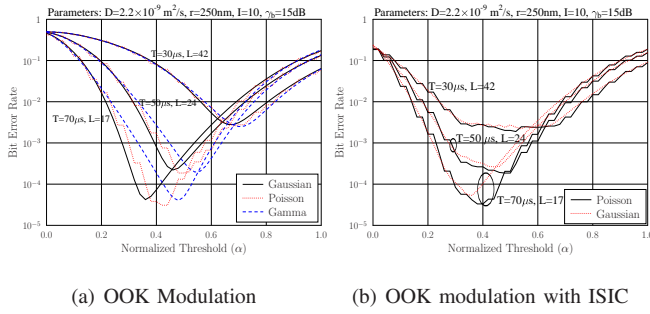 Parameters: D=2.2×10⁻⁹ m²/s, r=250nm, I=10, γb=15dB
10⁰
10⁻¹
10⁻²
10⁻³
10⁻⁴
10⁻⁵
Bit Error Rate
T=30μs, L=42
T=50μs, L=24
T=70μs, L=17
Gaussian
Poisson
Gamma
0.0 0.2 0.4 0.6 0.8 1.0
Normalized Threshold (α)
(a) OOK Modulation
Parameters: D=2.2×10⁻⁹ m²/s, r=250nm, I=10, γb=15dB
10⁰
10⁻¹
10⁻²
10⁻³
10⁻⁴
10⁻⁵
Bit Error Rate
T=30μs, L=42
T=50 μs, L=24
T=70μs, L=17
Poisson
Gaussian
0.0 0.2 0.4 0.6 0.8 1.0
Normalized Threshold (α)
(b) OOK modulation with ISIC